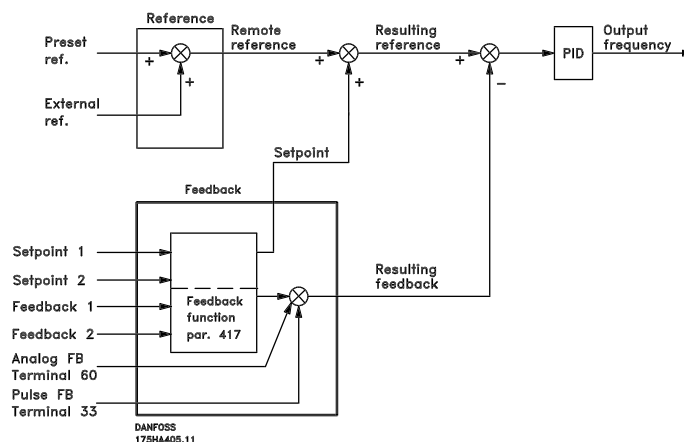 Reference
Preset
ref.
Remote
reference
Resulting
reference
Output
frequency
PID
+
+
+
+
+
−
External
ref.
Setpoint
Feedback
Setpoint 1
Setpoint 2
Feedback 1
Feedback 2
Feedback
function
par. 417
Resulting
feedback
Analog FB
Terminal 60
Pulse FB
Terminal 33
DANFOSS
175HA405.11